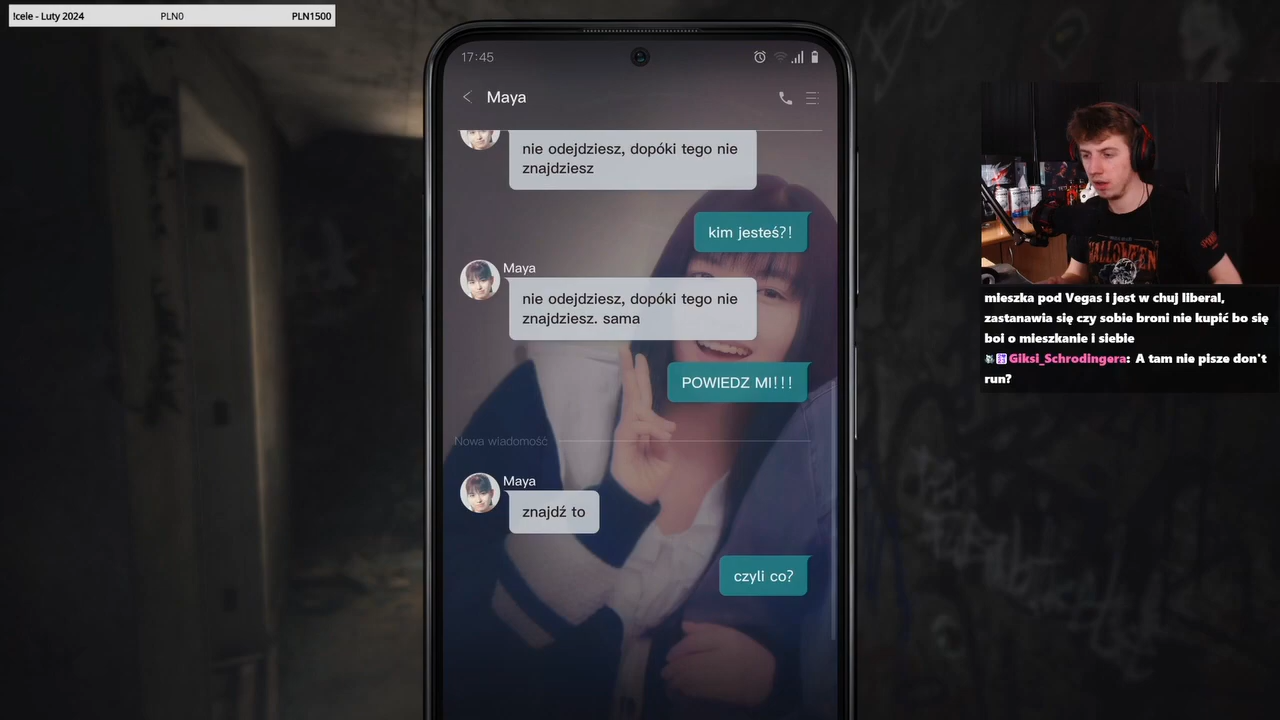 !cele - Luty 2024 PLN0 PLN1500
17:45
Maya
nie odejdziesz, dopóki tego nie
znajdziesz
kim jesteś?!
Maya
nie odejdziesz, dopóki tego nie
znajdziesz. sama
POWIEDZ MI!!!
Nowa wiadomość
Maya
znajdź to
czyli co?
HALLOWEEN
mieszka pod Vegas i jest w chuj liberal,
zastanawia się czy sobie broni nie kupić bo się
boi o mieszkanie i siebie
Giksi_Schrodingera: A tam nie pisze don't
run?